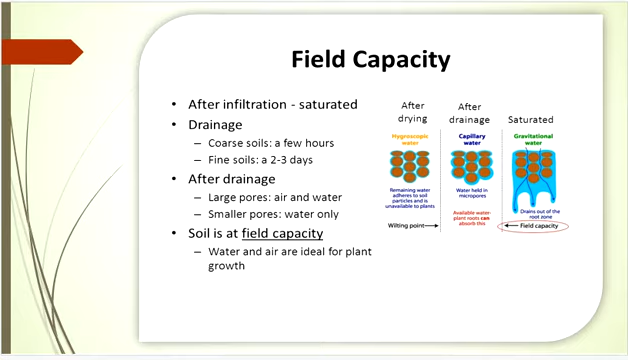 Field Capacity
• After infiltration - saturated
• Drainage
– Coarse soils: a few hours
– Fine soils: a 2-3 days
• After drainage
– Large pores: air and water
– Smaller pores: water only
• Soil is at field capacity
– Water and air are ideal for plant
growth
After
drying
After
drainage
Saturated
Hygroscopic
water
Capillary
water
Gravitational
water
Remaining water
adheres to soil
particles and is
unavailable to plants
Water held in
micropores
Available water-
plant roots can
absorb this
Drains out of the
root zone
Wilting point
Field capacity